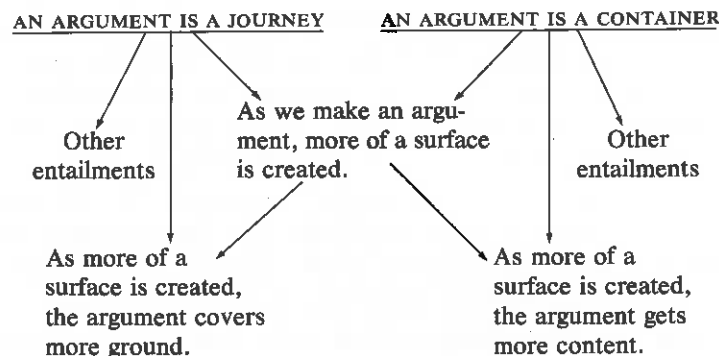 AN ARGUMENT IS A JOURNEY
AN ARGUMENT IS A CONTAINER
As we make an argu-
ment, more of a surface
is created.
Other
entailments
Other
entailments
As more of a
surface is created,
the argument covers
more ground.
As more of a
surface is created,
the argument gets
more content.